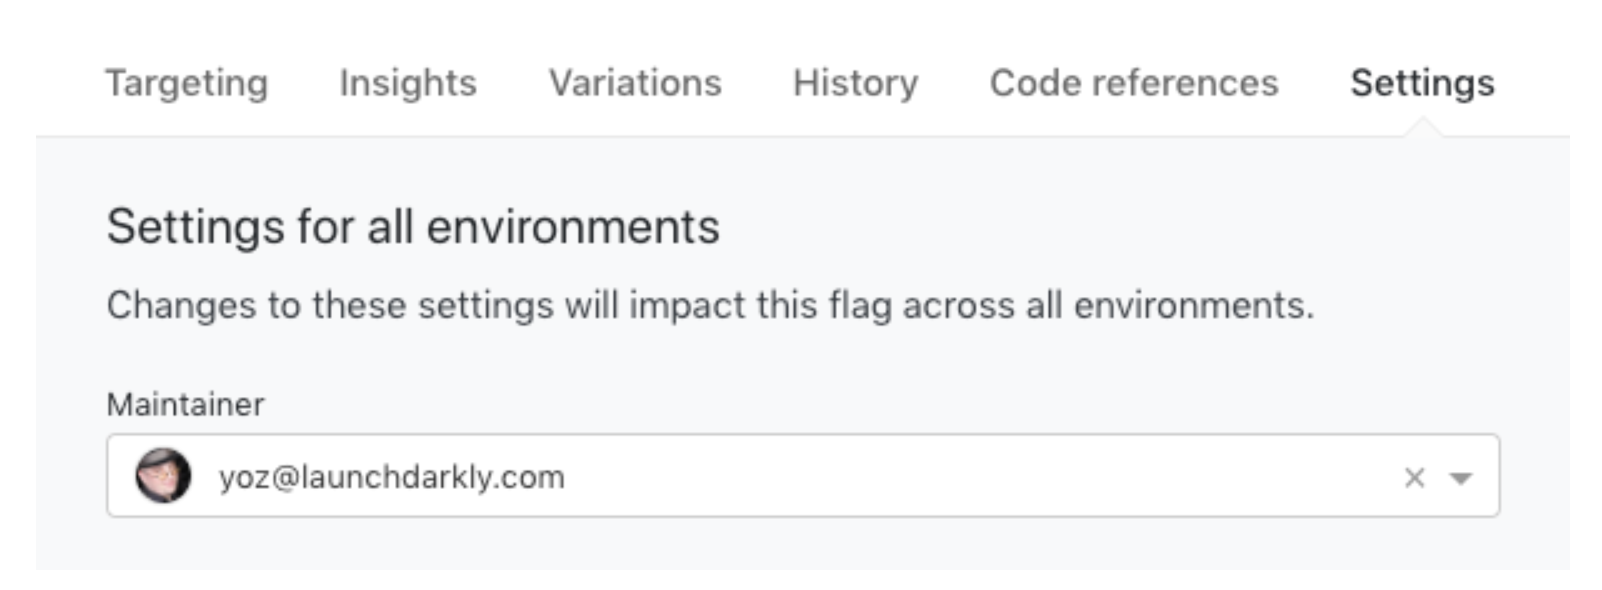 Targeting Insights Variations History Code references Settings
Settings for all environments
Changes to these settings will impact this flag across all environments.
Maintainer
yoz@launchdarkly.com